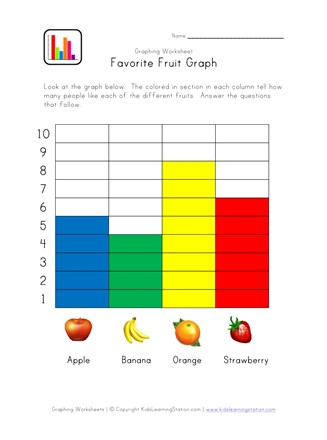 Name
Graphing Worksheet
Favorite Fruit Graph
Look at the graph below. The colored in section in each column tell how
many people like each of the different fruits. Answer the questions
that follow.
10
9
8
7
6
5
4
3
2
1
Apple Banana Orange Strawberry
Graphing Worksheets | © Copyright KidsLearningStation.com | www.kidslearningstation.com